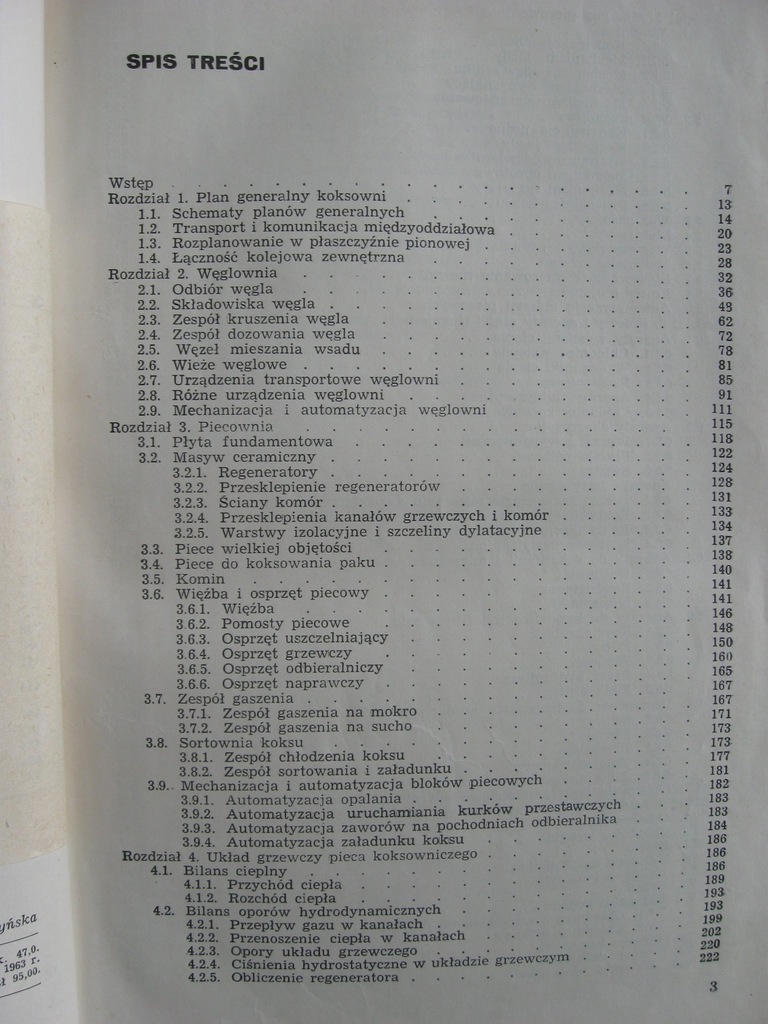 SPIS TREŚCI
Wstęp . . . . . . . . . . . . . . . . 7
Rozdział 1. Plan generalny koksowni . . . . . . . . . 13
1.1. Schematy planów generalnych . . . . . . . . 14
1.2. Transport i komunikacja międzyoddziałowa . . . . . 20
1.3. Rozplanowanie w płaszczyźnie pionowej . . . . . . 23
1.4. Łączność kolejowa zewnętrzna . . . . . . . . 28
Rozdział 2. Węglownia . . . . . . . . . . . . 32
2.1. Odbiór węgla . . . . . . . . . . . . 36
2.2. Składowiska węgla . . . . . . . . . . . 43
2.3. Zespół kruszenia węgla . . . . . . . . . . 62
2.4. Zespół dozowania węgla . . . . . . . . . 72
2.5. Węzeł mieszania wsadu . . . . . . . . . 78
2.6. Wieże węglowe . . . . . . . . . . . . 81
2.7. Urządzenia transportowe węglowni . . . . . . . 85
2.8. Różne urządzenia węglowni . . . . . . . . 91
2.9. Mechanizacja i automatyzacja węglowni . . . . . . 111
Rozdział 3. Piecownia . . . . . . . . . . . . 115
3.1. Płyta fundamentowa . . . . . . . . . . 118
3.2. Masyw ceramiczny . . . . . . . . . . . 122
3.2.1. Regeneratory . . . . . . . . . . . 124
3.2.2. Przesklepienie regeneratorów . . . . . . . 128
3.2.3. Ściany komór . . . . . . . . . . . 131
3.2.4. Przesklepienia kanałów grzewczych i komór . . . . 133
3.2.5. Warstwy izolacyjne i szczeliny dylatacyjne . . . . 134
3.3. Piece wielkiej objętości . . . . . . . . . 137
3.4. Piece do koksowania paku . . . . . . . . . 138
3.5. Komin . . . . . . . . . . . . . . 140
3.6. Więźba i osprzęt piecowy . . . . . . . . . 141
3.6.1. Więźba . . . . . . . . . . . . 141
3.6.2. Pomosty piecowe . . . . . . . . . . 146
3.6.3. Osprzęt uszczelniający . . . . . . . . . 148
3.6.4. Osprzęt grzewczy . . . . . . . . . . 150
3.6.5. Osprzęt odbieralniczy . . . . . . . . . 160
3.6.6. Osprzęt naprawczy . . . . . . . . . . 165
3.7. Zespół gaszenia . . . . . . . . . . . . 167
3.7.1. Zespół gaszenia na mokro . . . . . . . . 167
3.7.2. Zespół gaszenia na sucho . . . . . . . . 171
3.8. Sortownia koksu . . . . . . . . . . . 173
3.8.1. Zespół chłodzenia koksu . . . . . . . . 173
3.8.2. Zespół sortowania i załadunku . . . . . . . 177
3.9. Mechanizacja i automatyzacja bloków piecowych . . . . 181
3.9.1. Automatyzacja opalania . . . . . . . . . 182
3.9.2. Automatyzacja uruchamiania kurków przestawczych . . 183
3.9.3. Automatyzacja zaworów na pochodniach odbieralnika . . 183
3.9.4. Automatyzacja załadunku koksu . . . . . . . 184
Rozdział 4. Układ grzewczy pieca koksowniczego . . . . . . 186
4.1. Bilans cieplny . . . . . . . . . . . . 186
4.1.1. Przychód ciepła . . . . . . . . . . 186
4.1.2. Rozchód ciepła . . . . . . . . . . . 189
4.2. Bilans oporów hydrodynamicznych . . . . . . . . 193
4.2.1. Przepływ gazu w kanałach . . . . . . . . 193
4.2.2. Przenoszenie ciepła w kanałach . . . . . . . 199
4.2.3. Opory układu grzewczego . . . . . . . . 202
4.2.4. Ciśnienia hydrostatyczne w układzie grzewczym . . . 220
4.2.5. Obliczenie regeneratora . . . . . . . . . 222
3
yńska
47,0.
1963 r.
95,00.